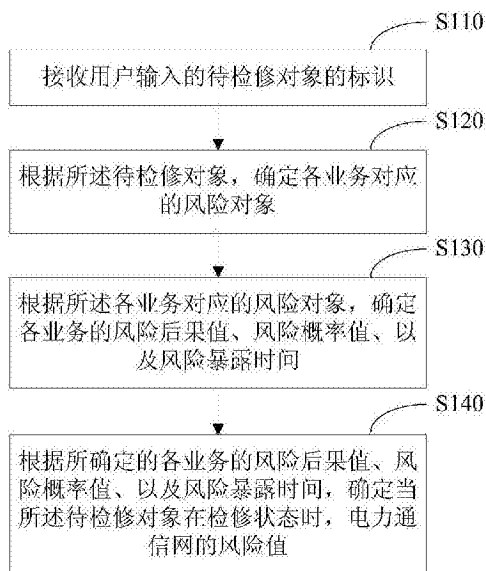 S110
接收用户输入的待检修对象的标识
S120
根据所述待检修对象，确定各业务对应
的风险对象
S130
根据所述各业务对应的风险对象，确定
各业务的风险后果值、风险概率值、以
及风险暴露时间
S140
根据所确定的各业务的风险后果值、风
险概率值、以及风险暴露时间，确定当
所述待检修对象在检修状态时，电力通
信网的风险值